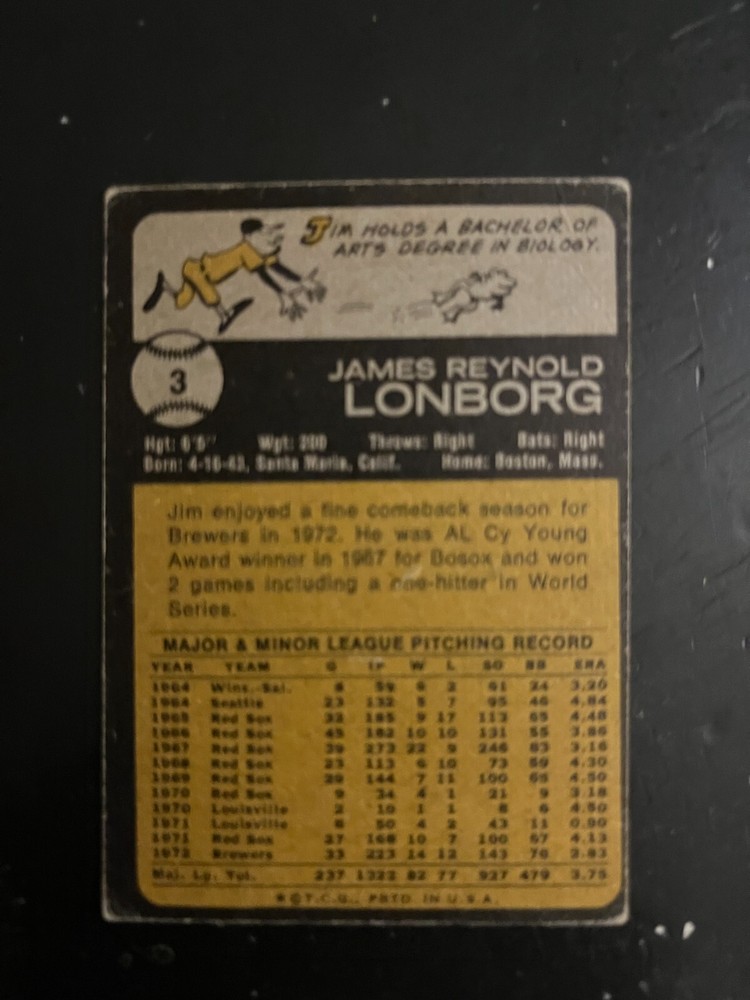 JIM HOLDS A BACHELOR OF
ARTS DEGREE IN BIOLOGY.
3
JAMES REYNOLD
LONBORG
Hgt: 6'5" Wgt: 200 Throws: Right Bats: Right
Born: 4-16-43, Santa Maria, Calif. Home: Boston, Mass.
Jim enjoyed a fine comeback season for
Brewers in 1972. He was AL Cy Young
Award winner in 1967 for Bosox and won
2 games including a one-hitter in World
Series.
MAJOR & MINOR LEAGUE PITCHING RECORD
YEAR TEAM G IP W L SO BB ERA
1964 Wins.-Sal. 8 59 6 2 61 24 3.20
1964 Seattle 23 132 5 7 95 46 4.84
1965 Red Sox 32 185 9 17 113 65 4.48
1966 Red Sox 45 182 10 10 131 55 3.86
1967 Red Sox 39 273 22 9 246 83 3.16
1968 Red Sox 23 113 6 10 73 59 4.30
1969 Red Sox 29 144 7 11 100 65 4.50
1970 Red Sox 9 34 4 1 21 9 3.18
1970 Louisville 2 10 1 1 8 6 4.50
1971 Louisville 6 50 4 2 43 11 0.90
1971 Red Sox 27 168 10 7 100 67 4.13
1972 Brewers 33 223 14 12 143 76 2.83
Maj. Lg. Tot. 237 1322 82 77 927 479 3.75
©T.C.G., PRTD. IN U.S.A.